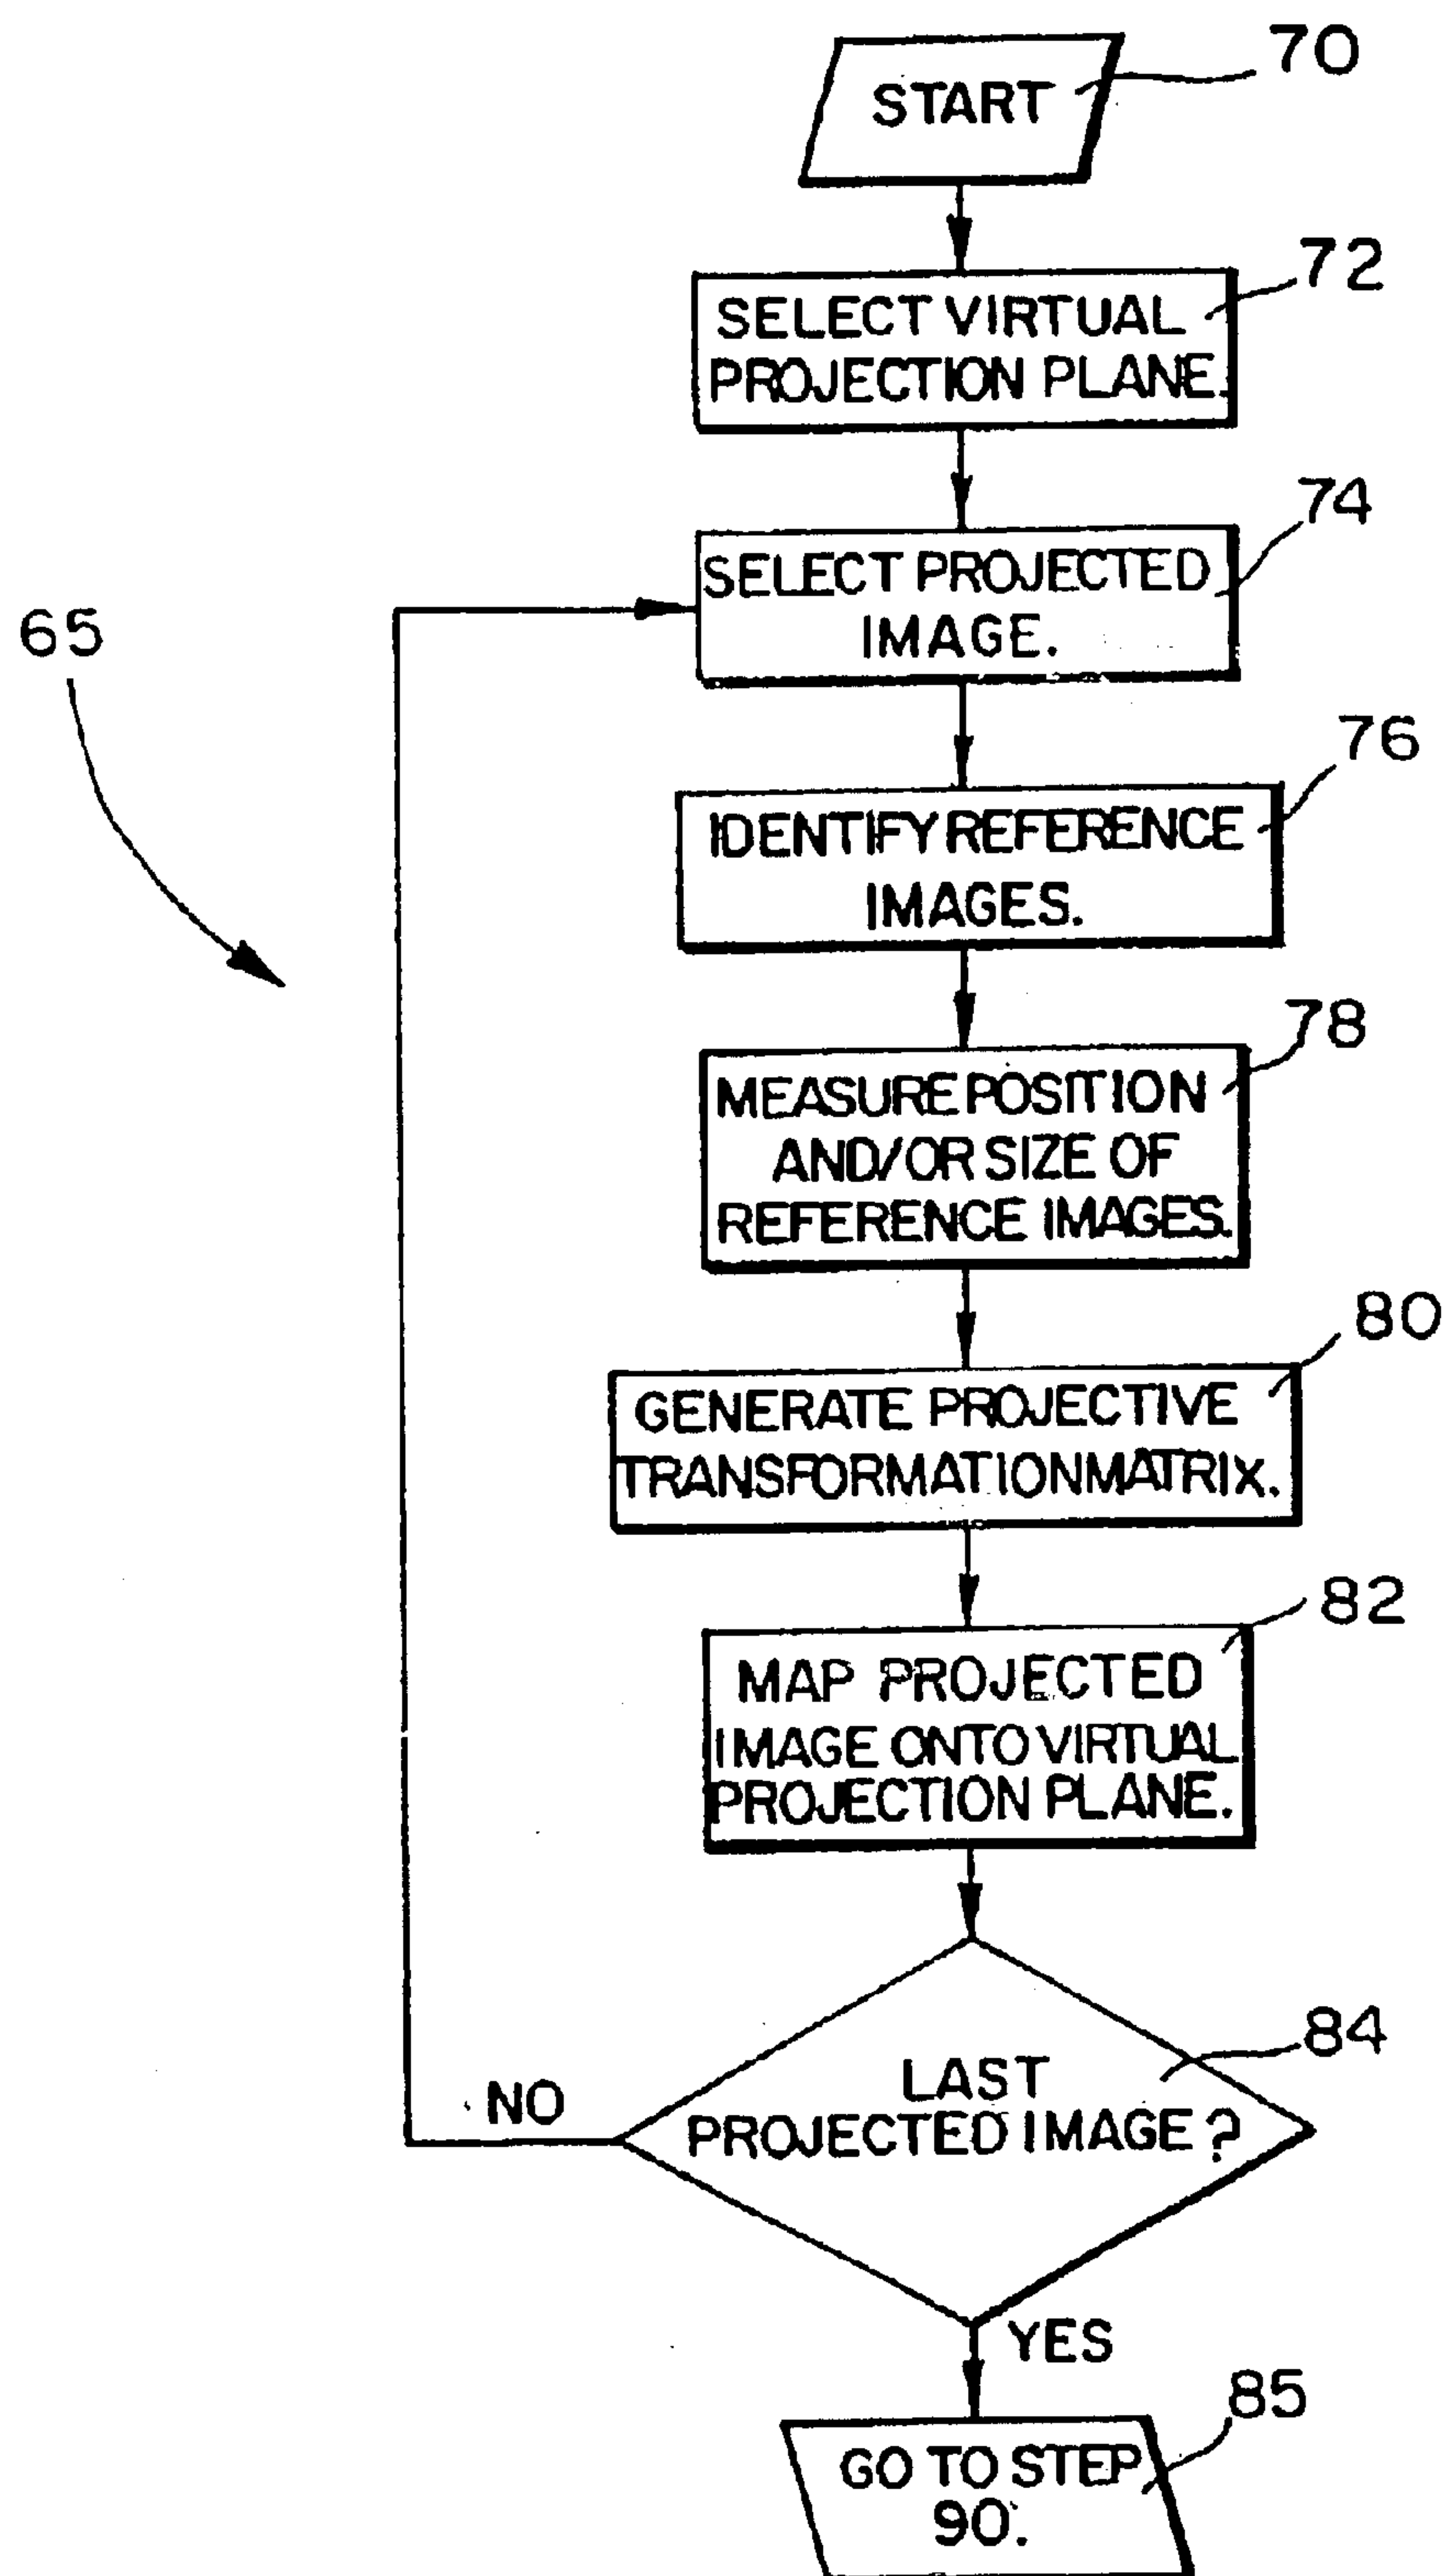 START
70
SELECT VIRTUAL
PROJECTION PLANE.
72
SELECT PROJECTED
IMAGE.
74
65
IDENTIFY REFERENCE
IMAGES.
76
MEASURE POSITION
AND/OR SIZE OF
REFERENCE IMAGES.
78
GENERATE PROJECTIVE
TRANSFORMATION MATRIX.
80
MAP PROJECTED
IMAGE ONTO VIRTUAL
PROJECTION PLANE.
82
LAST
PROJECTED IMAGE?
84
NO
YES
GO TO STEP
90.
85